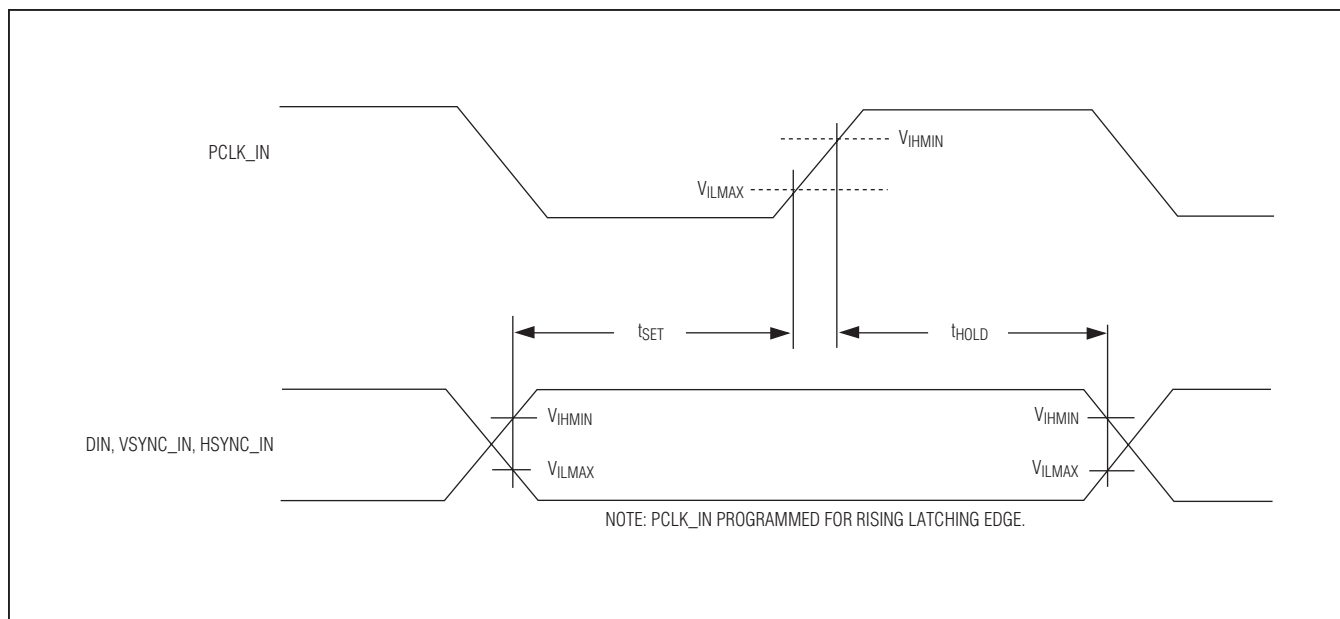 PCLK_IN
VIHMIN
VILMAX
tSET
tHOLD
DIN, VSYNC_IN, HSYNC_IN
VIHMIN
VIHMIN
VILMAX
VILMAX
NOTE: PCLK_IN PROGRAMMED FOR RISING LATCHING EDGE.